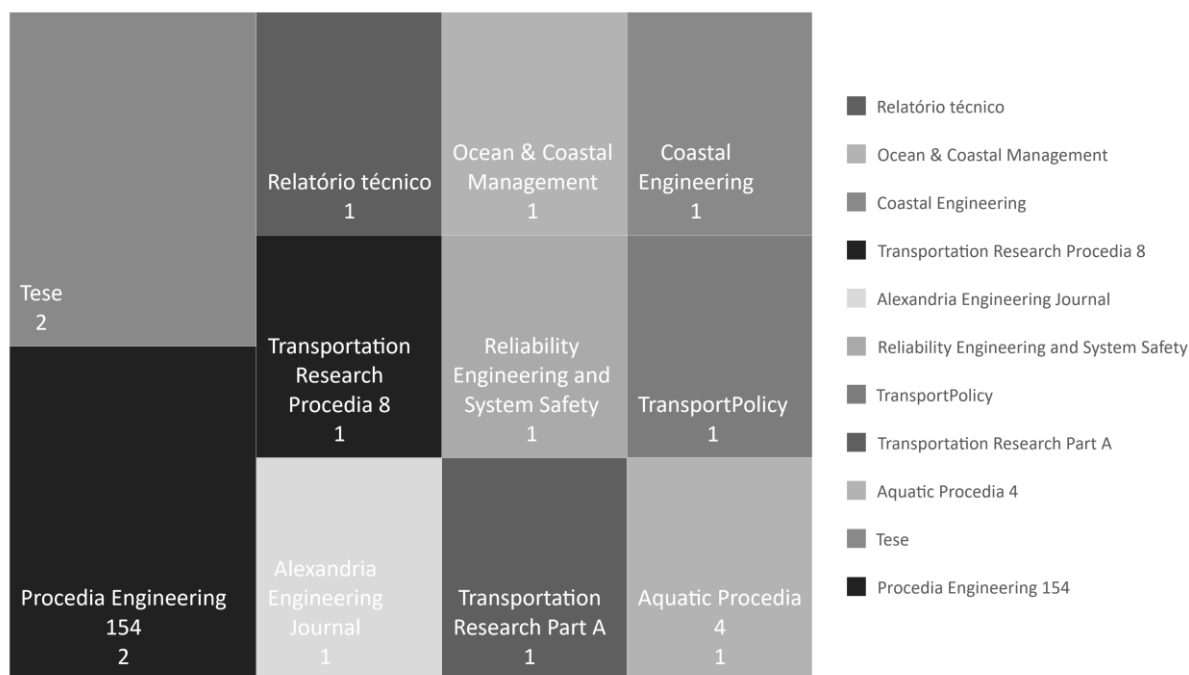 Tese
2
Procedia Engineering
154
2
Relatório técnico
1
Ocean & Coastal
Management
1
Coastal
Engineering
1
Transportation
Research
Procedia 8
1
Reliability
Engineering and
System Safety
1
TransportPolicy
1
Alexandria
Engineering
Journal
1
Transportation
Research Part A
1
Aquatic Procedia
4
1
Relatório técnico
Ocean & Coastal Management
Coastal Engineering
Transportation Research Procedia 8
Alexandria Engineering Journal
Reliability Engineering and System Safety
TransportPolicy
Transportation Research Part A
Aquatic Procedia 4
Tese
Procedia Engineering 154